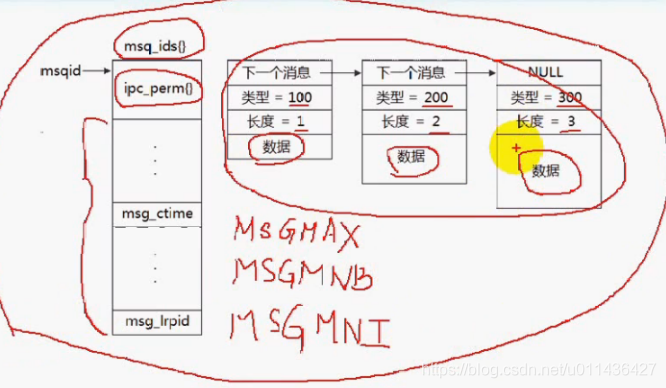 msq_ids{}
msqid
ipc_perm{}
msg_ctime
msg_lrpid
下一个消息
类型 = 100
长度 = 1
数据
下一个消息
类型 = 200
长度 = 2
数据
NULL
类型 = 300
长度 = 3
数据
MSGMAX
MSGMNB
MSGMNI
https://blog.csdn.net/u011436427